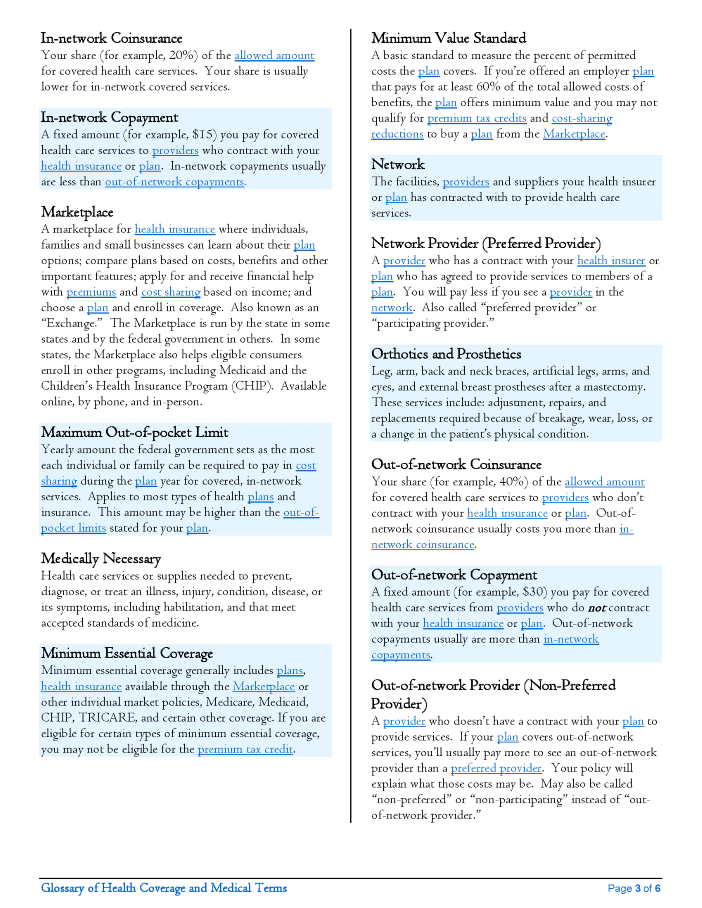 In-network Coinsurance
Your share (for example, 20%) of the allowed amount
for covered health care services.  Your share is usually
lower for in-network covered services.
In-network Copayment
A fixed amount (for example, $15) you pay for covered
health care services to providers who contract with your
health insurance or plan.  In-network copayments usually
are less than out-of-network copayments.
Marketplace
A marketplace for health insurance where individuals,
families and small businesses can learn about their plan
options; compare plans based on costs, benefits and other
important features; apply for and receive financial help
with premiums and cost sharing based on income; and
choose a plan and enroll in coverage.  Also known as an
“Exchange.”  The Marketplace is run by the state in some
states and by the federal government in others.  In some
states, the Marketplace also helps eligible consumers
enroll in other programs, including Medicaid and the
Children’s Health Insurance Program (CHIP).  Available
online, by phone, and in-person.
Maximum Out-of-pocket Limit
Yearly amount the federal government sets as the most
each individual or family can be required to pay in cost
sharing during the plan year for covered, in-network
services.  Applies to most types of health plans and
insurance.  This amount may be higher than the out-of-
pocket limits stated for your plan.
Medically Necessary
Health care services or supplies needed to prevent,
diagnose, or treat an illness, injury, condition, disease, or
its symptoms, including habilitation, and that meet
accepted standards of medicine.
Minimum Essential Coverage
Minimum essential coverage generally includes plans,
health insurance available through the Marketplace or
other individual market policies, Medicare, Medicaid,
CHIP, TRICARE, and certain other coverage. If you are
eligible for certain types of minimum essential coverage,
you may not be eligible for the premium tax credit.
Minimum Value Standard
A basic standard to measure the percent of permitted
costs the plan covers.  If you’re offered an employer plan
that pays for at least 60% of the total allowed costs of
benefits, the plan offers minimum value and you may not
qualify for premium tax credits and cost-sharing
reductions to buy a plan from the Marketplace.
Network
The facilities, providers and suppliers your health insurer
or plan has contracted with to provide health care
services.
Network Provider (Preferred Provider)
A provider who has a contract with your health insurer or
plan who has agreed to provide services to members of a
plan.  You will pay less if you see a provider in the
network.  Also called “preferred provider” or
“participating provider.”
Orthotics and Prosthetics
Leg, arm, back and neck braces, artificial legs, arms, and
eyes, and external breast prostheses after a mastectomy.
These services include: adjustment, repairs, and
replacements required because of breakage, wear, loss, or
a change in the patient’s physical condition.
Out-of-network Coinsurance
Your share (for example, 40%) of the allowed amount
for covered health care services to providers who don’t
contract with your health insurance or plan.  Out-of-
network coinsurance usually costs you more than in-
network coinsurance.
Out-of-network Copayment
A fixed amount (for example, $30) you pay for covered
health care services from providers who do not contract
with your health insurance or plan.  Out-of-network
copayments usually are more than in-network
copayments.
Out-of-network Provider (Non-Preferred
Provider)
A provider who doesn’t have a contract with your plan to
provide services.  If your plan covers out-of-network
services, you’ll usually pay more to see an out-of-network
provider than a preferred provider.  Your policy will
explain what those costs may be.  May also be called
“non-preferred” or “non-participating” instead of “out-
of-network provider.”
Glossary of Health Coverage and Medical Terms
Page 3 of 6